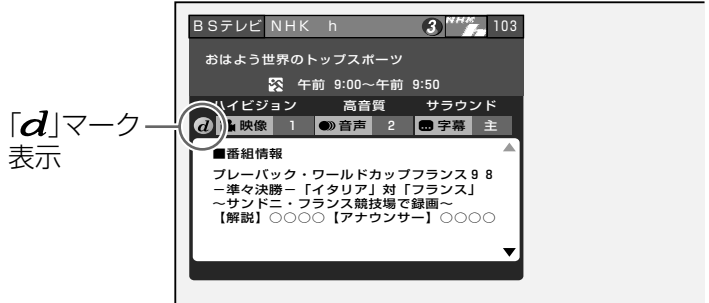 BSテレビ NHK h 3 NHK h 103
おはよう世界のトップスポーツ
午前 9:00～午前 9:50
ハイビジョン 高音質 サラウンド
d 映像 1 音声 2 字幕 主
■番組情報
プレーバック・ワールドカップフランス98
－準々決勝－「イタリア」対「フランス」
～サンドニ・フランス競技場で録画～
【解説】○○○○【アナウンサー】○○○○
「d」マーク
表示